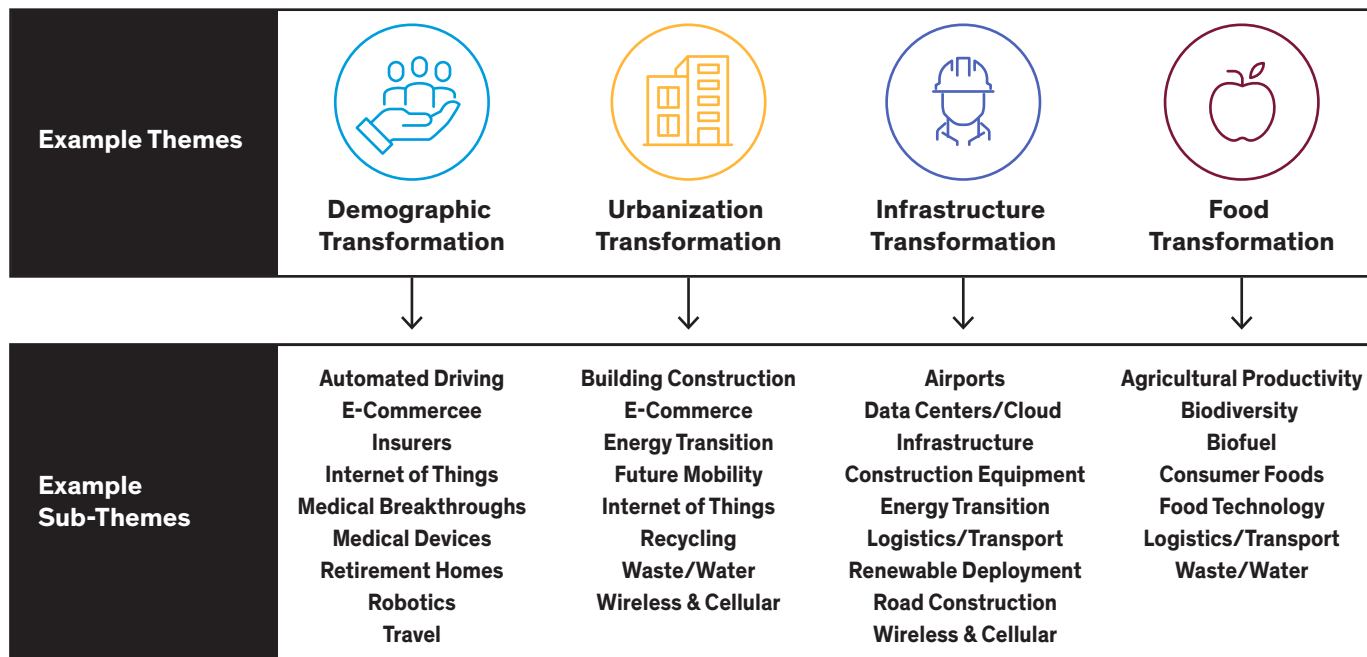 Example Themes
Demographic
Transformation
Urbanization
Transformation
Infrastructure
Transformation
Food
Transformation
Example
Sub-Themes
Automated Driving
E-Commercee
Insurers
Internet of Things
Medical Breakthroughs
Medical Devices
Retirement Homes
Robotics
Travel
Building Construction
E-Commerce
Energy Transition
Future Mobility
Internet of Things
Recycling
Waste/Water
Wireless & Cellular
Airports
Data Centers/Cloud
Infrastructure
Construction Equipment
Energy Transition
Logistics/Transport
Renewable Deployment
Road Construction
Wireless & Cellular
Agricultural Productivity
Biodiversity
Biofuel
Consumer Foods
Food Technology
Logistics/Transport
Waste/Water